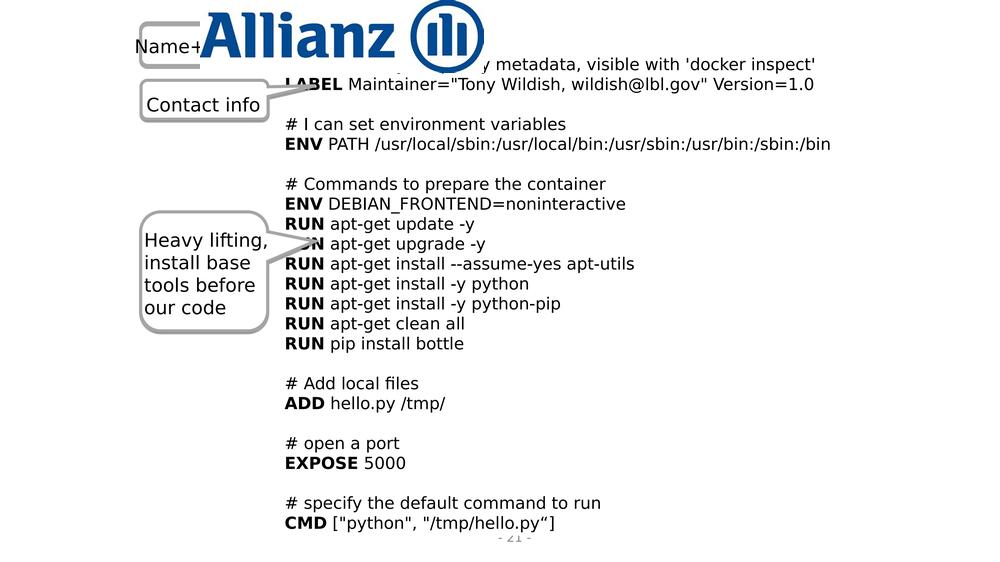 Allianz
Name+
y metadata, visible with 'docker inspect'
LABEL Maintainer="Tony Wildish, wildish@lbl.gov" Version=1.0
Contact info
# I can set environment variables
ENV PATH /usr/local/sbin:/usr/local/bin:/usr/sbin:/usr/bin:/sbin:/bin
# Commands to prepare the container
ENV DEBIAN_FRONTEND=noninteractive
RUN apt-get update -y
RUN apt-get upgrade -y
RUN apt-get install --assume-yes apt-utils
RUN apt-get install -y python
RUN apt-get install -y python-pip
RUN apt-get clean all
RUN pip install bottle
Heavy lifting,
install base
tools before
our code
# Add local files
ADD hello.py /tmp/
# open a port
EXPOSE 5000
# specify the default command to run
CMD ["python", "/tmp/hello.py“]
- 21 -